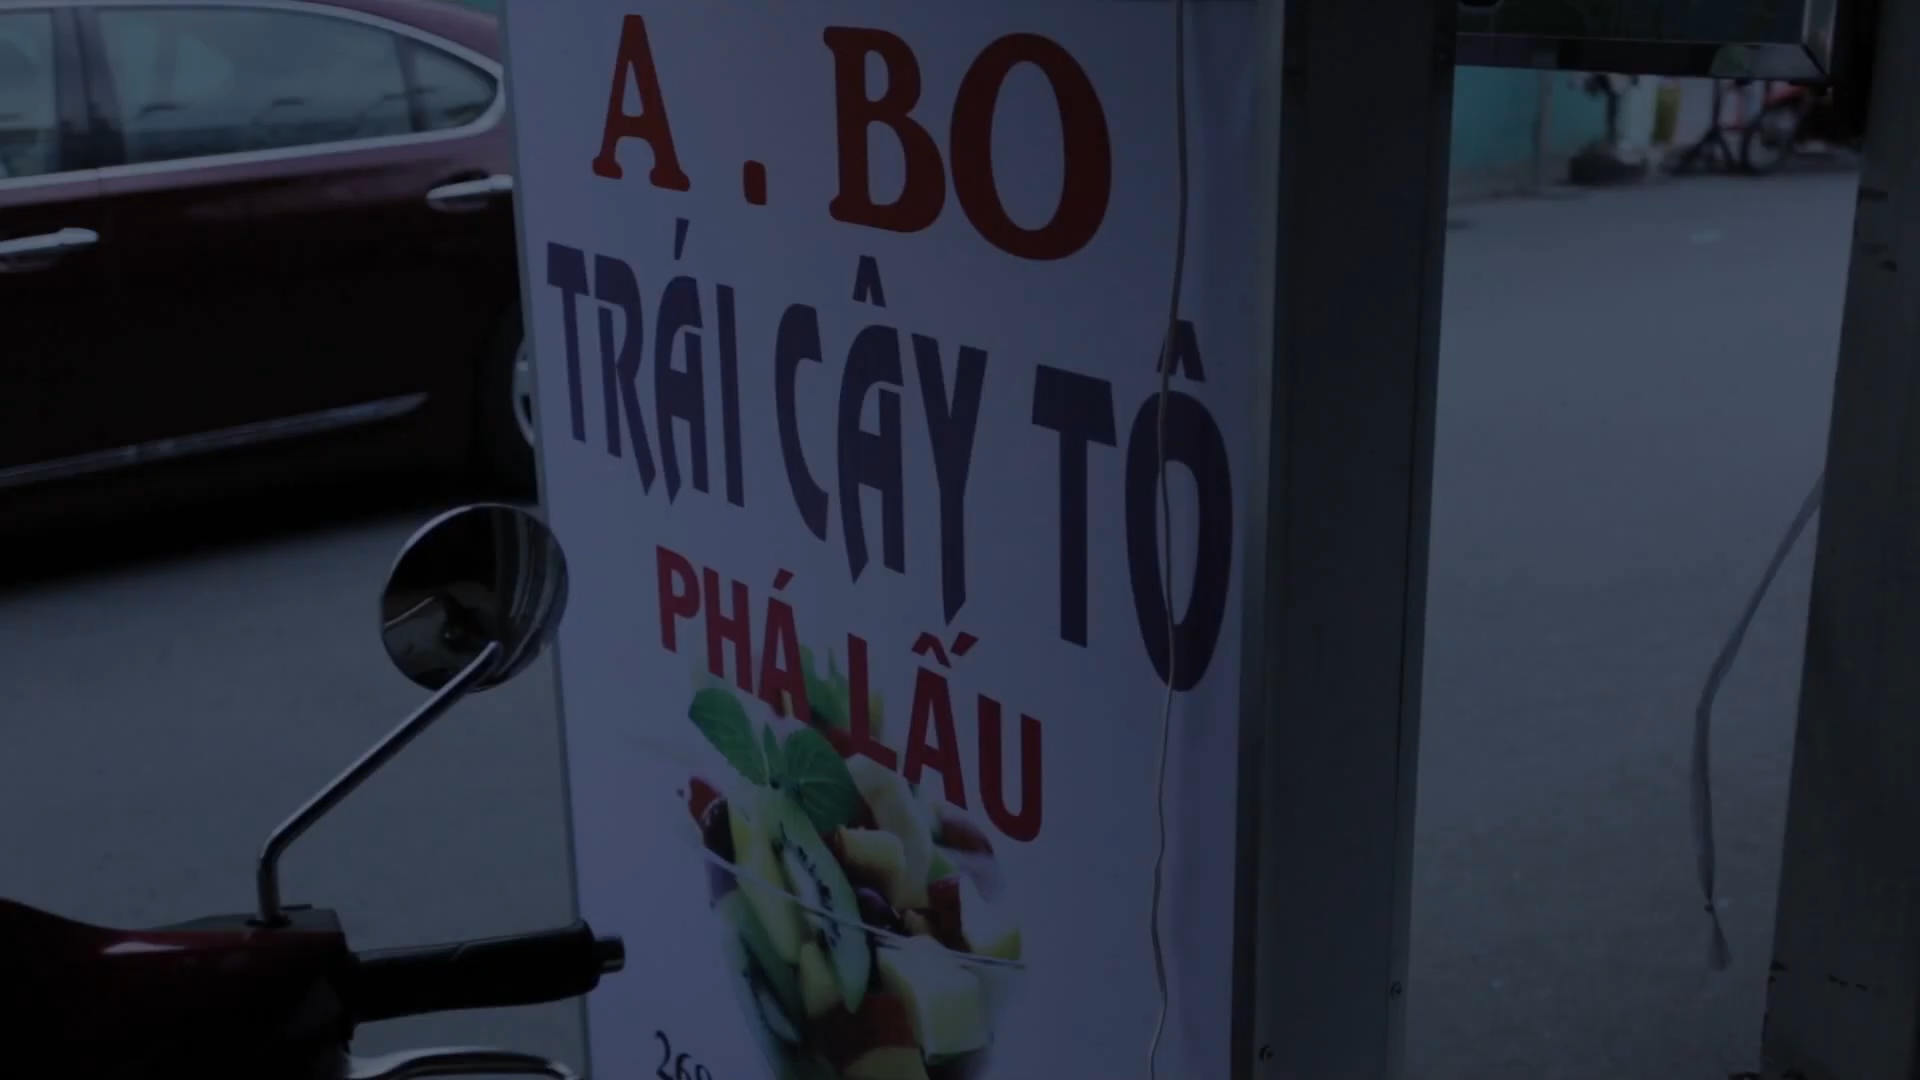 A . BO
TRÁI CÂY TÔ
PHÁ LẤU